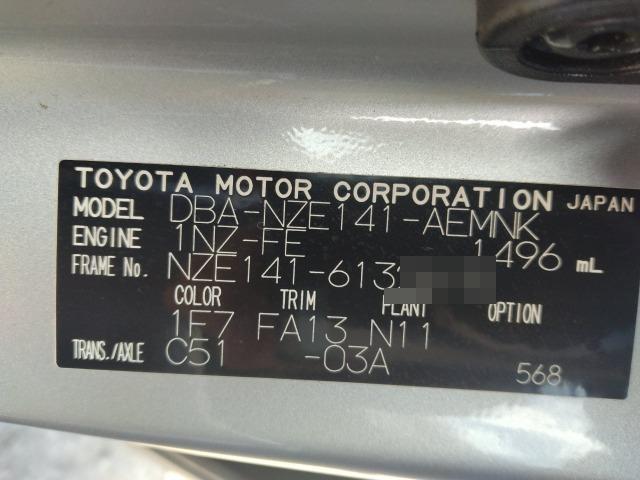 TOYOTA MOTOR CORPORATION JAPAN
MODEL DBA-NZE141-AEMNK
ENGINE 1NZ-FE 1496 mL
FRAME No. NZE141-613
COLOR TRIM PLANT OPTION
1F7 FA13 N11
TRANS./AXLE C51 -03A 568